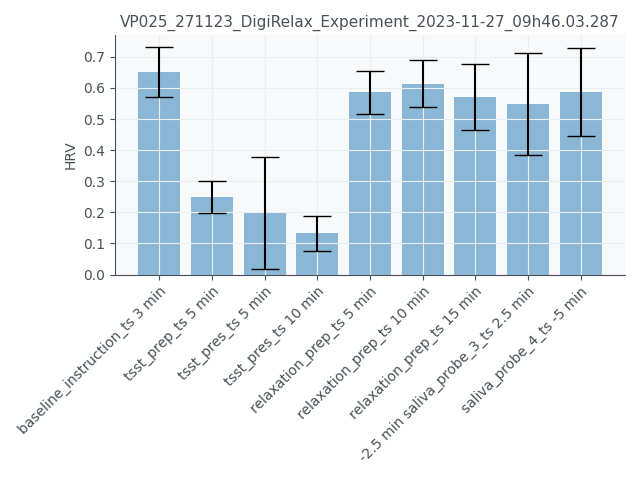 VP025_271123_DigiRelax_Experiment_2023-11-27_09h46.03.287
HRV
0.7
0.6
0.5
0.4
0.3
0.2
0.1
0.0
baseline_instruction_ts 3 min
tsst_prep_ts 5 min
tsst_pres_ts 5 min
tsst_pres_ts 10 min
relaxation_prep_ts 5 min
relaxation_prep_ts 10 min
relaxation_prep_ts 15 min
-2.5 min saliva_probe_3_ts 2.5 min
saliva_probe_4_ts -5 min